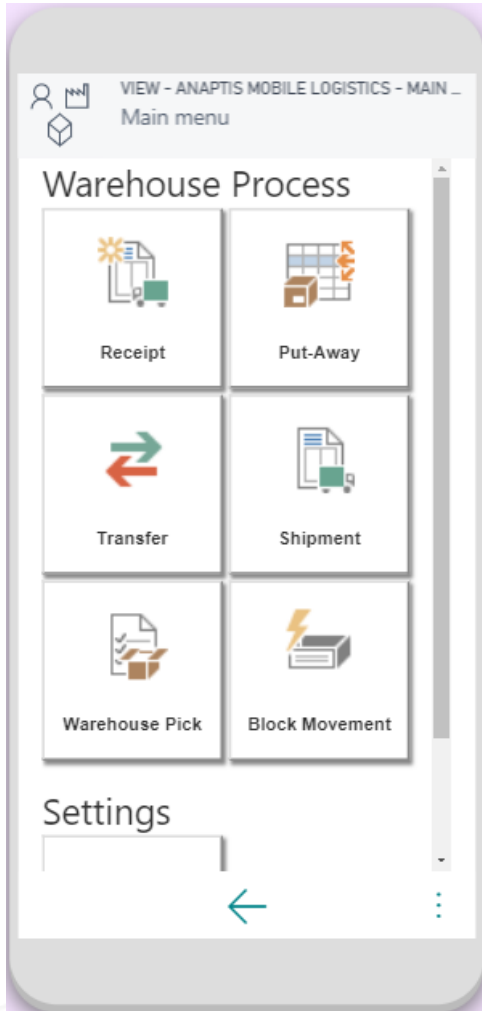 VIEW - ANAPTIS MOBILE LOGISTICS - MAIN ...
Main menu
Warehouse Process
Receipt
Put-Away
Transfer
Shipment
Warehouse Pick
Block Movement
Settings